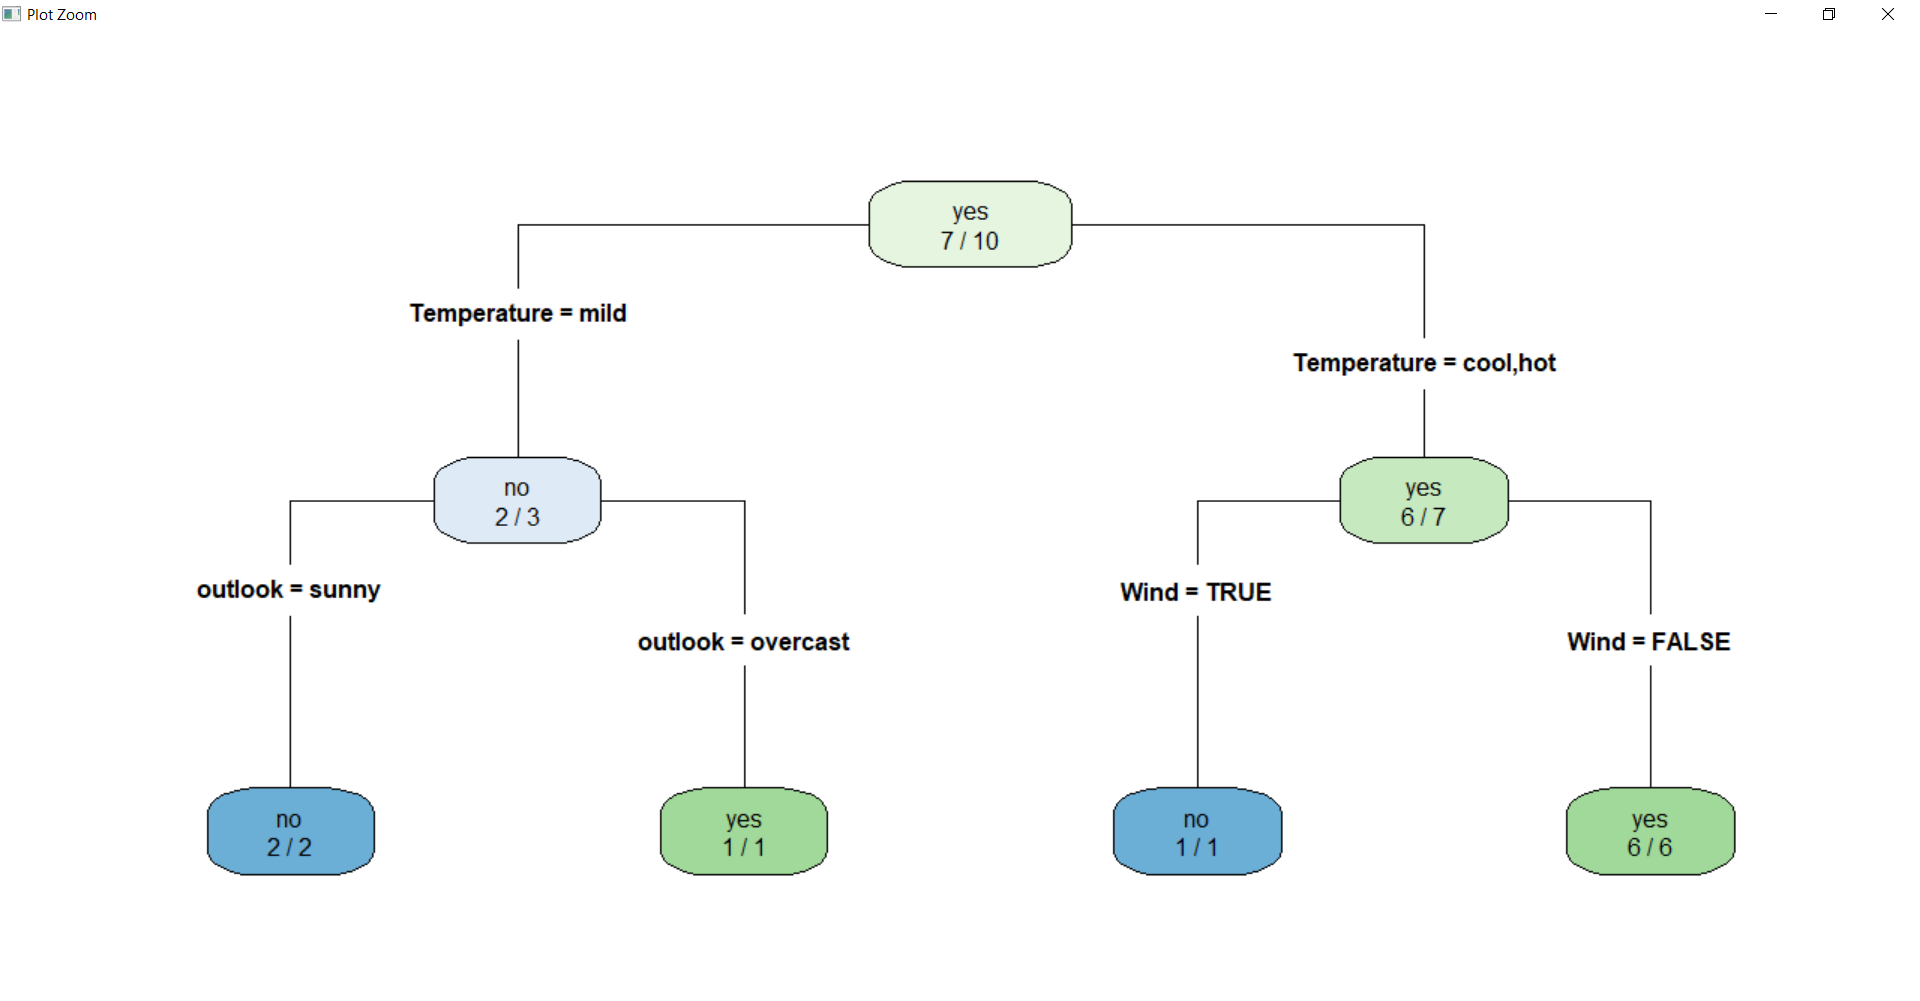 Plot Zoom
yes
7 / 10
Temperature = mild
Temperature = cool,hot
no
2 / 3
yes
6 / 7
outlook = sunny
outlook = overcast
Wind = TRUE
Wind = FALSE
no
2 / 2
yes
1 / 1
no
1 / 1
yes
6 / 6